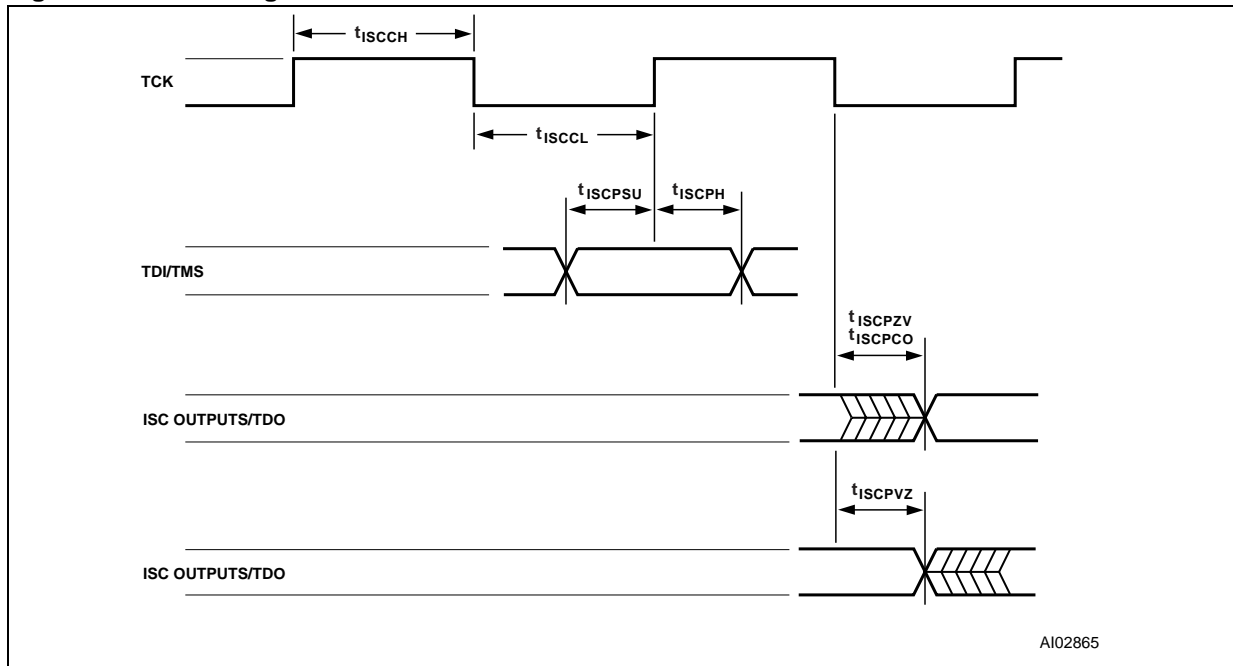 tISCCH
TCK
tISCCL
tISCPSU
tISCPH
TDI/TMS
tISCPZV
tISCPCO
ISC OUTPUTS/TDO
tISCPVZ
ISC OUTPUTS/TDO
AI02865